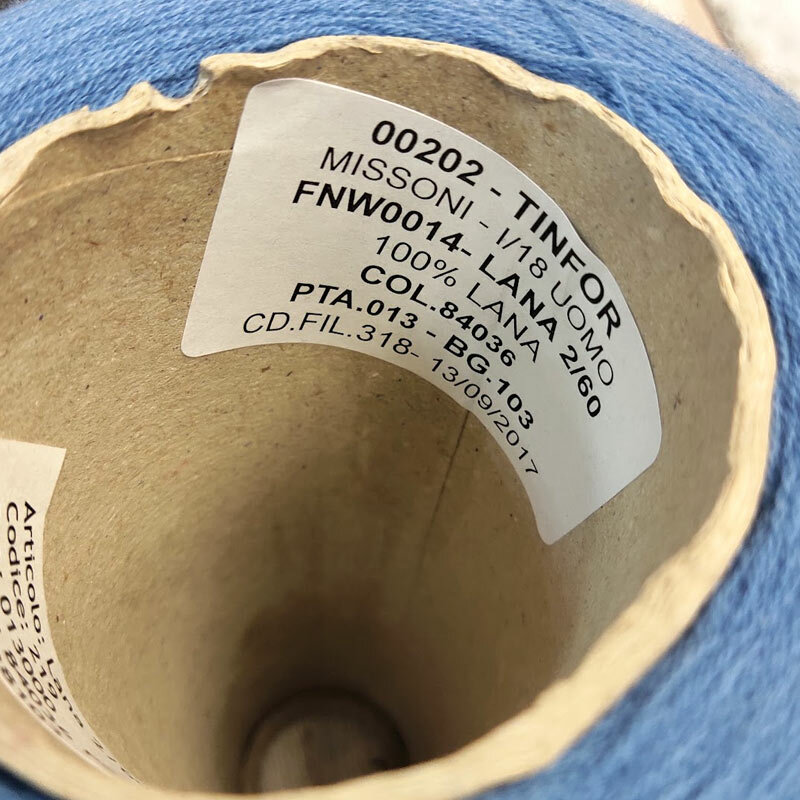 00202 - TINFOR
MISSONI - I/18 UOMO
FNW0014- LANA 2/60
100% LANA
COL.84036
PTA.013 - BG.103
CD.FIL.318- 13/09/2017
Articolo:
Codice: